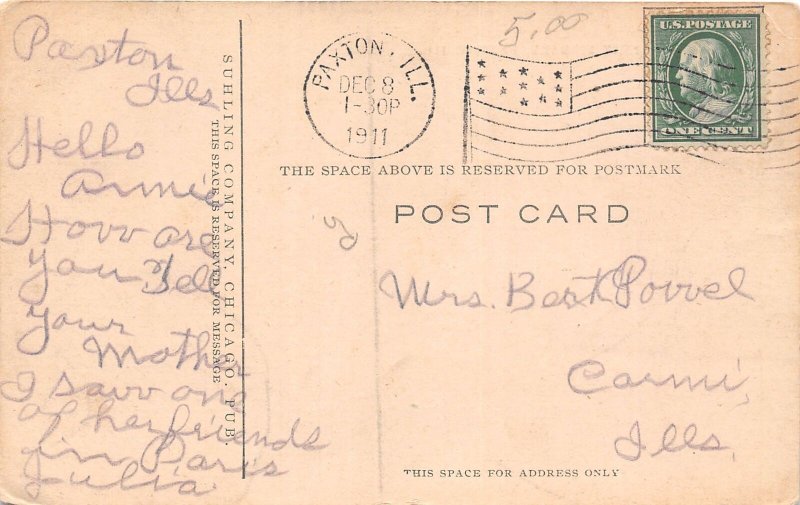 Paxton
Ills
Hello
Armie
How are
you Tell
your
Mother
I saw one
of her friends
in Paris
Julia
SUHLING COMPANY, CHICAGO. PUB.
THIS SPACE IS RESERVED FOR MESSAGE
PAXTON, ILL.
DEC 8
1-30P
1911
5.00
U.S. POSTAGE
ONE CENT
THE SPACE ABOVE IS RESERVED FOR POSTMARK
POST CARD
Mrs. Bert Powel
Carmi,
Ills.
THIS SPACE FOR ADDRESS ONLY